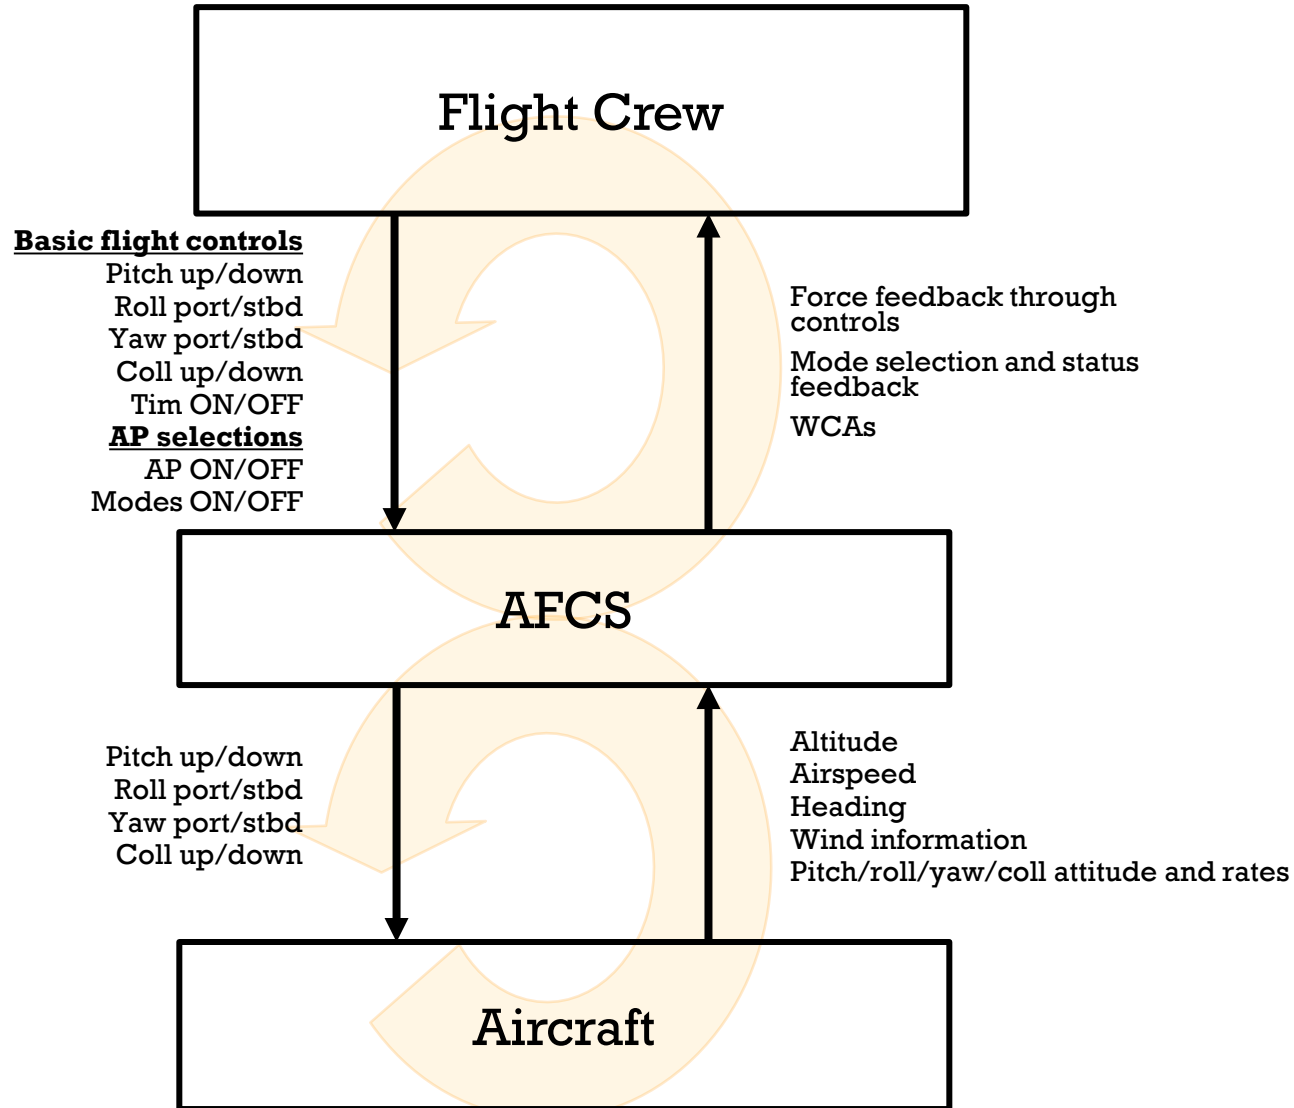 Flight Crew
Basic flight controls
Pitch up/down
Roll port/stbd
Yaw port/stbd
Coll up/down
Tim ON/OFF
AP selections
AP ON/OFF
Modes ON/OFF
Force feedback through
controls
Mode selection and status
feedback
WCAs
AFCS
Pitch up/down
Roll port/stbd
Yaw port/stbd
Coll up/down
Altitude
Airspeed
Heading
Wind information
Pitch/roll/yaw/coll attitude and rates
Aircraft